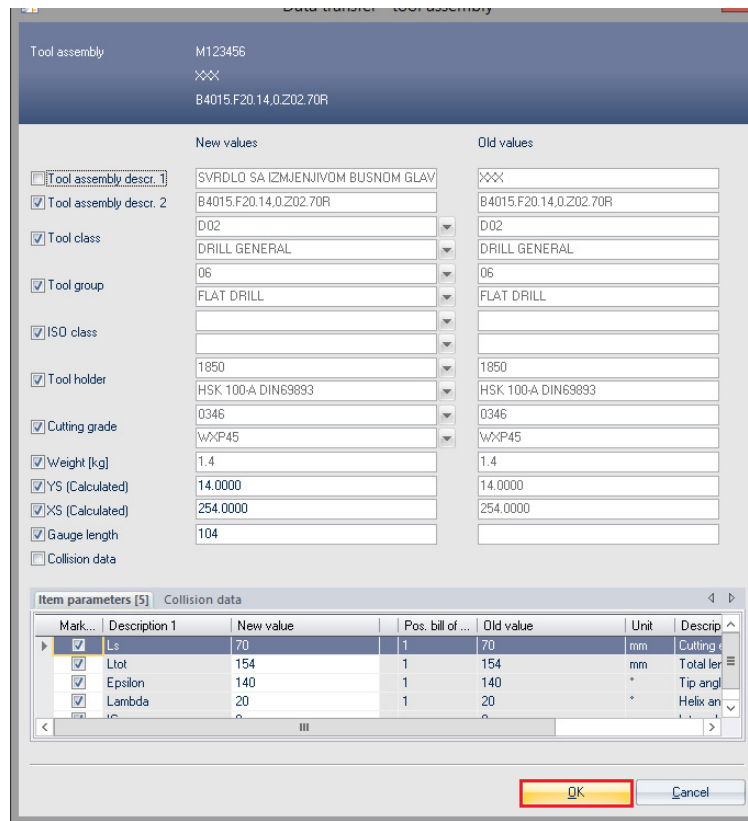 Data transfer - tool assembly
Tool assembly M123456
XXX
B4015.F20.14,0.Z02.70R
New values Old values
Tool assembly descr. 1 SVRDLO SA IZMJENJIVOM BUSNOM GLAV XXX
Tool assembly descr. 2 B4015.F20.14,0.Z02.70R B4015.F20.14,0.Z02.70R
Tool class D02 D02
DRILL GENERAL DRILL GENERAL
Tool group 06 06
FLAT DRILL FLAT DRILL
ISO class
Tool holder 1850 1850
HSK 100-A DIN69893 HSK 100-A DIN69893
Cutting grade 0346 0346
WXP45 WXP45
Weight [kg] 1.4 1.4
YS (Calculated) 14.0000 14.0000
XS (Calculated) 254.0000 254.0000
Gauge length 104
Collision data
Item parameters [5] Collision data
Mark... Description 1 New value Pos. bill of ... Old value Unit Descrip
Ls 70 1 70 mm Cutting e
Ltot 154 1 154 mm Total ler
Epsilon 140 1 140 ° Tip angl
Lambda 20 1 20 ° Helix an
OK Cancel